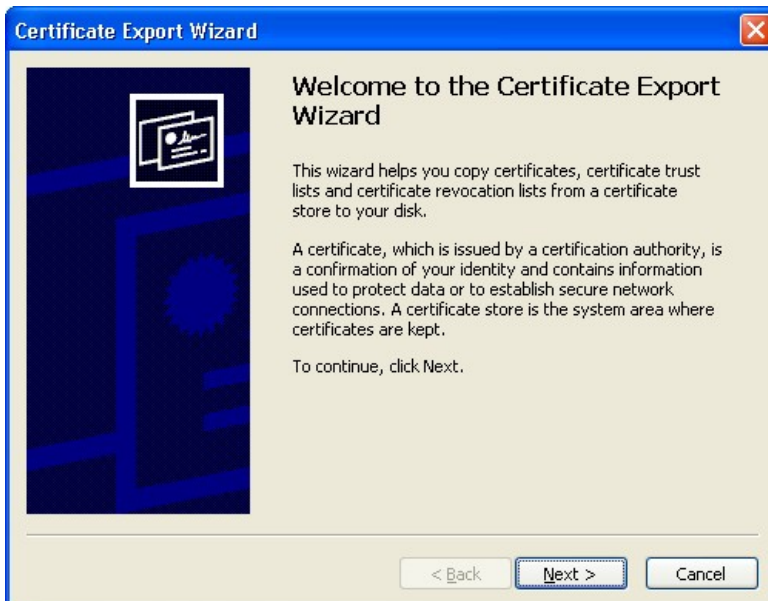 Certificate Export Wizard
Welcome to the Certificate Export
Wizard
This wizard helps you copy certificates, certificate trust
lists and certificate revocation lists from a certificate
store to your disk.
A certificate, which is issued by a certification authority, is
a confirmation of your identity and contains information
used to protect data or to establish secure network
connections. A certificate store is the system area where
certificates are kept.
To continue, click Next.
< Back
Next >
Cancel